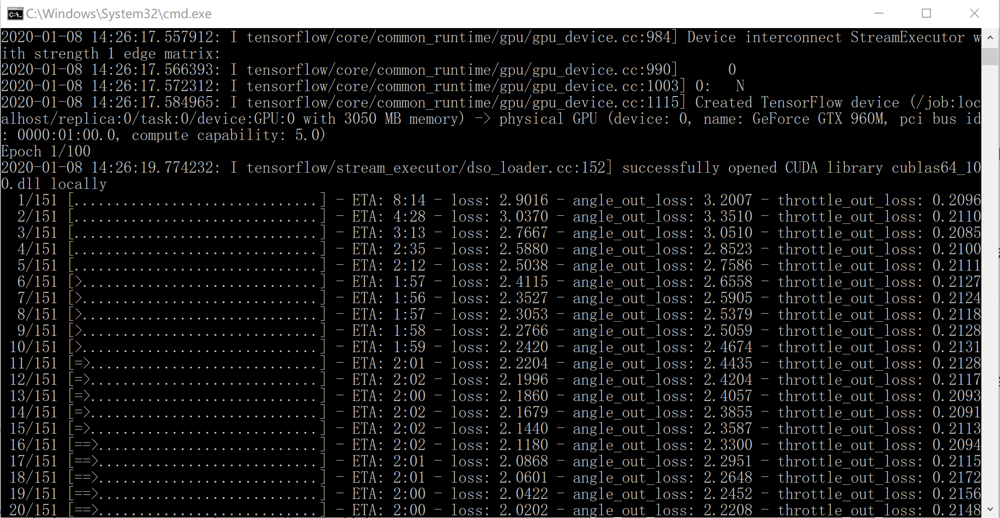 C:\Windows\System32\cmd.exe
2020-01-08 14:26:17.557912: I tensorflow/core/common_runtime/gpu/gpu_device.cc:984] Device interconnect StreamExecutor w
ith strength 1 edge matrix:
2020-01-08 14:26:17.566393: I tensorflow/core/common_runtime/gpu/gpu_device.cc:990]      0
2020-01-08 14:26:17.572312: I tensorflow/core/common_runtime/gpu/gpu_device.cc:1003] 0:   N
2020-01-08 14:26:17.584965: I tensorflow/core/common_runtime/gpu/gpu_device.cc:1115] Created TensorFlow device (/job:loc
alhost/replica:0/task:0/device:GPU:0 with 3050 MB memory) -> physical GPU (device: 0, name: GeForce GTX 960M, pci bus id
: 0000:01:00.0, compute capability: 5.0)
Epoch 1/100
2020-01-08 14:26:19.774232: I tensorflow/stream_executor/dso_loader.cc:152] successfully opened CUDA library cublas64_10
0.dll locally
  1/151 [..............................] - ETA: 8:14 - loss: 2.9016 - angle_out_loss: 3.2007 - throttle_out_loss: 0.2096
  2/151 [..............................] - ETA: 4:28 - loss: 3.0370 - angle_out_loss: 3.3510 - throttle_out_loss: 0.2110
  3/151 [..............................] - ETA: 3:13 - loss: 2.7667 - angle_out_loss: 3.0510 - throttle_out_loss: 0.2085
  4/151 [..............................] - ETA: 2:35 - loss: 2.5880 - angle_out_loss: 2.8523 - throttle_out_loss: 0.2100
  5/151 [..............................] - ETA: 2:12 - loss: 2.5038 - angle_out_loss: 2.7586 - throttle_out_loss: 0.2111
  6/151 [>.............................] - ETA: 1:57 - loss: 2.4115 - angle_out_loss: 2.6558 - throttle_out_loss: 0.2127
  7/151 [>.............................] - ETA: 1:56 - loss: 2.3527 - angle_out_loss: 2.5905 - throttle_out_loss: 0.2124
  8/151 [>.............................] - ETA: 1:57 - loss: 2.3053 - angle_out_loss: 2.5379 - throttle_out_loss: 0.2118
  9/151 [>.............................] - ETA: 1:58 - loss: 2.2766 - angle_out_loss: 2.5059 - throttle_out_loss: 0.2128
 10/151 [>.............................] - ETA: 1:59 - loss: 2.2420 - angle_out_loss: 2.4674 - throttle_out_loss: 0.2131
 11/151 [=>............................] - ETA: 2:01 - loss: 2.2204 - angle_out_loss: 2.4435 - throttle_out_loss: 0.2128
 12/151 [=>............................] - ETA: 2:02 - loss: 2.1996 - angle_out_loss: 2.4204 - throttle_out_loss: 0.2117
 13/151 [=>............................] - ETA: 2:00 - loss: 2.1860 - angle_out_loss: 2.4057 - throttle_out_loss: 0.2093
 14/151 [=>............................] - ETA: 2:02 - loss: 2.1679 - angle_out_loss: 2.3855 - throttle_out_loss: 0.2091
 15/151 [=>............................] - ETA: 2:02 - loss: 2.1440 - angle_out_loss: 2.3587 - throttle_out_loss: 0.2113
 16/151 [==>...........................] - ETA: 2:02 - loss: 2.1180 - angle_out_loss: 2.3300 - throttle_out_loss: 0.2094
 17/151 [==>...........................] - ETA: 2:01 - loss: 2.0868 - angle_out_loss: 2.2951 - throttle_out_loss: 0.2115
 18/151 [==>...........................] - ETA: 2:01 - loss: 2.0601 - angle_out_loss: 2.2648 - throttle_out_loss: 0.2172
 19/151 [==>...........................] - ETA: 2:00 - loss: 2.0422 - angle_out_loss: 2.2452 - throttle_out_loss: 0.2156
 20/151 [==>...........................] - ETA: 2:00 - loss: 2.0202 - angle_out_loss: 2.2208 - throttle_out_loss: 0.2148